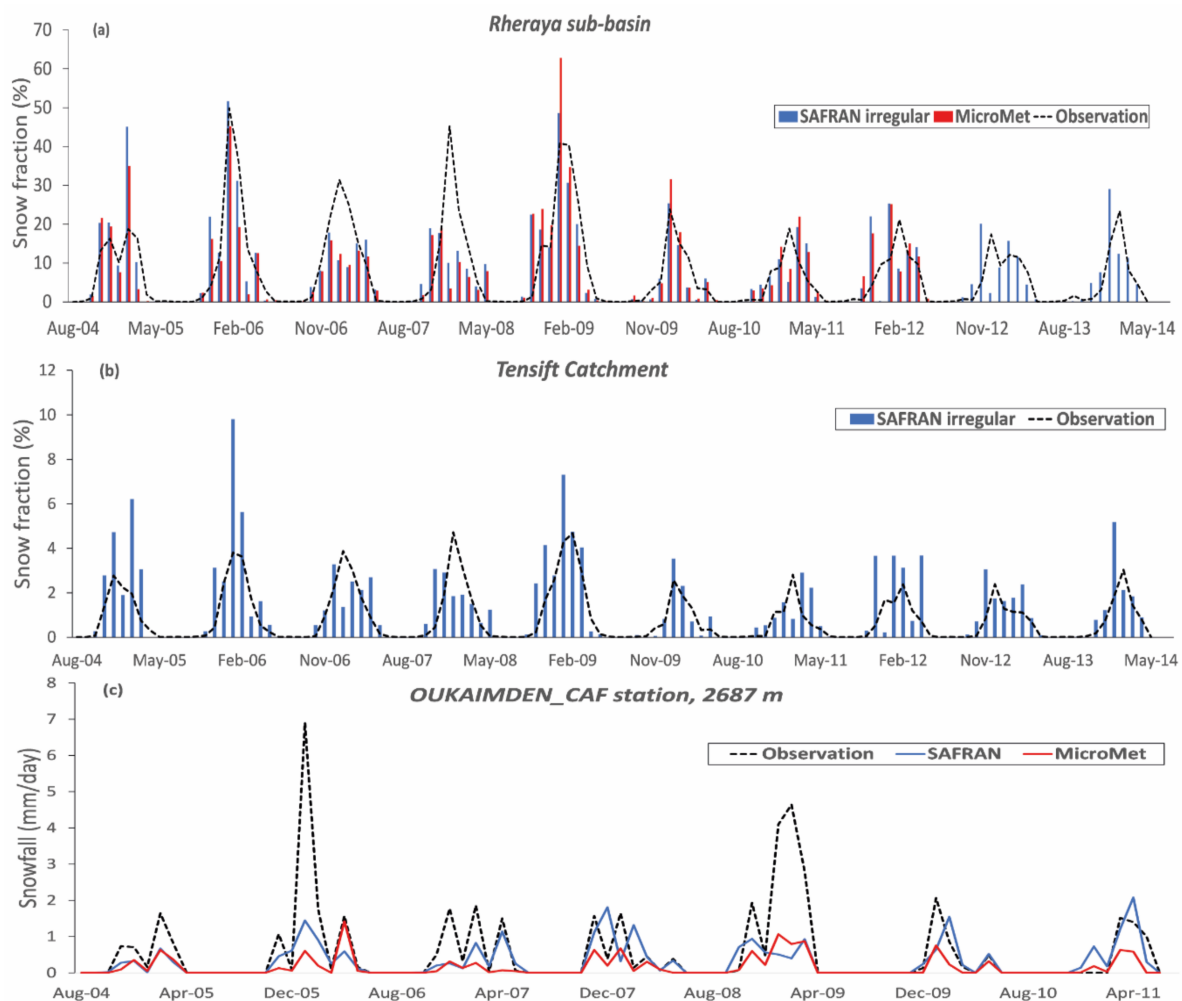 (a)
Rheraya sub-basin
Snow fraction (%)
70
60
50
40
30
20
10
0
SAFRAN irregular
MicroMet
Observation
Aug-04 May-05 Feb-06 Nov-06 Aug-07 May-08 Feb-09 Nov-09 Aug-10 May-11 Feb-12 Nov-12 Aug-13 May-14
(b)
Tensift Catchment
Snow fraction (%)
12
10
8
6
4
2
0
SAFRAN irregular
Observation
Aug-04 May-05 Feb-06 Nov-06 Aug-07 May-08 Feb-09 Nov-09 Aug-10 May-11 Feb-12 Nov-12 Aug-13 May-14
(c)
OUKAIMDEN_CAF station, 2687 m
Snowfall (mm/day)
8
7
6
5
4
3
2
1
0
Observation
SAFRAN
MicroMet
Aug-04 Apr-05 Dec-05 Aug-06 Apr-07 Dec-07 Aug-08 Apr-09 Dec-09 Aug-10 Apr-11